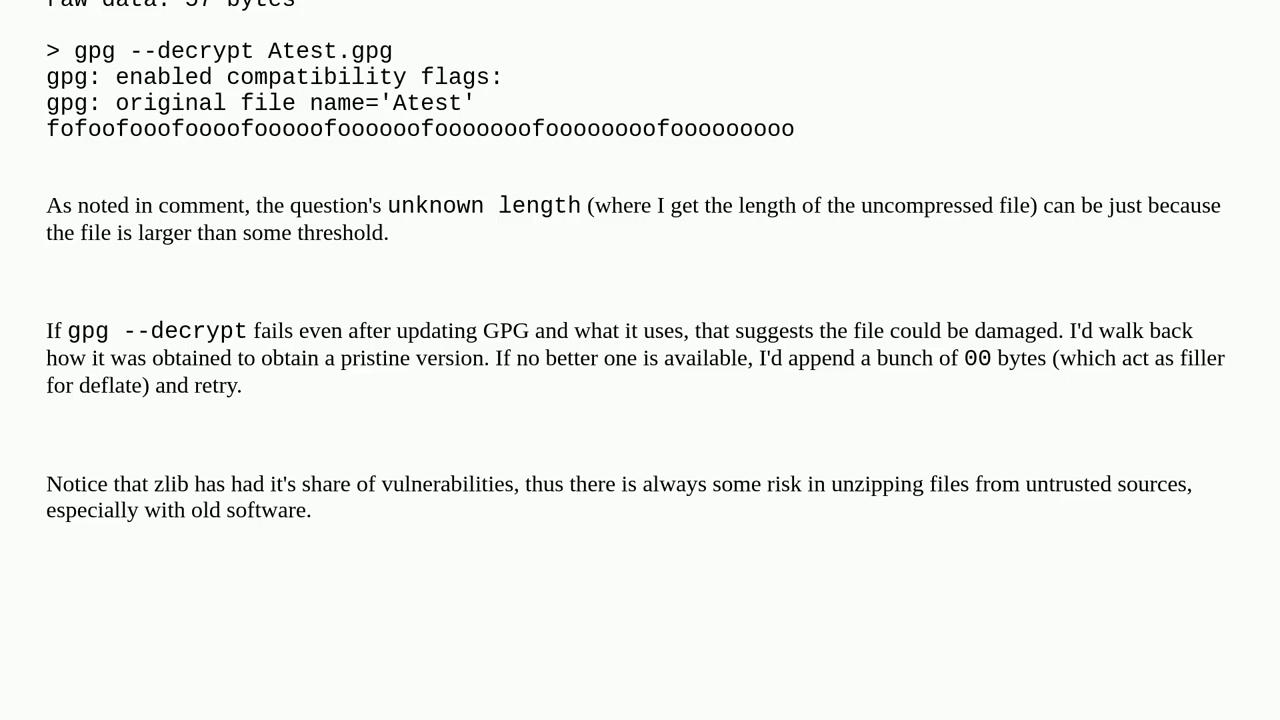 raw data: 57 bytes
> gpg --decrypt Atest.gpg
gpg: enabled compatibility flags:
gpg: original file name='Atest'
fofoofooofoooofooooofoooooofooooooofoooooooofooooooooo
As noted in comment, the question's unknown length (where I get the length of the uncompressed file) can be just because
the file is larger than some threshold.
If gpg --decrypt fails even after updating GPG and what it uses, that suggests the file could be damaged. I'd walk back
how it was obtained to obtain a pristine version. If no better one is available, I'd append a bunch of 00 bytes (which act as filler
for deflate) and retry.
Notice that zlib has had it's share of vulnerabilities, thus there is always some risk in unzipping files from untrusted sources,
especially with old software.